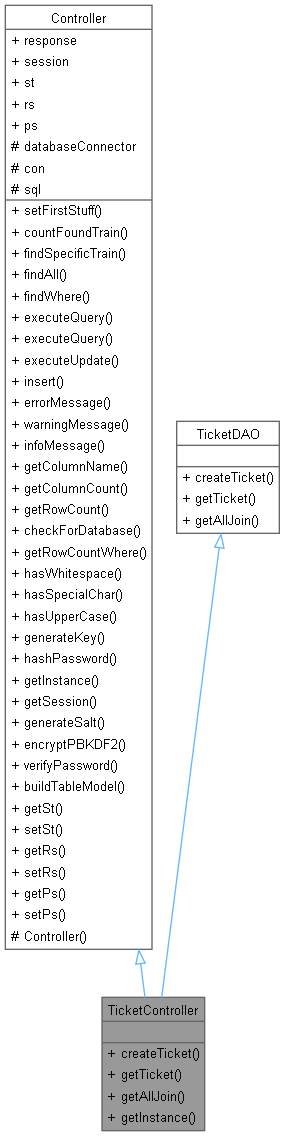 Controller
+ response
+ session
+ st
+ rs
+ ps
# databaseConnector
# con
# sql
+ setFirstStuff()
+ countFoundTrain()
+ findSpecificTrain()
+ findAll()
+ findWhere()
+ executeQuery()
+ executeQuery()
+ executeUpdate()
+ insert()
+ errorMessage()
+ warningMessage()
+ infoMessage()
+ getColumnName()
+ getColumnCount()
+ getRowCount()
+ checkForDatabase()
+ getRowCountWhere()
+ hasWhitespace()
+ hasSpecialChar()
+ hasUpperCase()
+ generateKey()
+ hashPassword()
+ getInstance()
+ getSession()
+ generateSalt()
+ encryptPBKDF2()
+ verifyPassword()
+ buildTableModel()
+ getSt()
+ setSt()
+ getRs()
+ setRs()
+ getPs()
+ setPs()
# Controller()
TicketDAO
+ createTicket()
+ getTicket()
+ getAllJoin()
TicketController
+ createTicket()
+ getTicket()
+ getAllJoin()
+ getInstance()